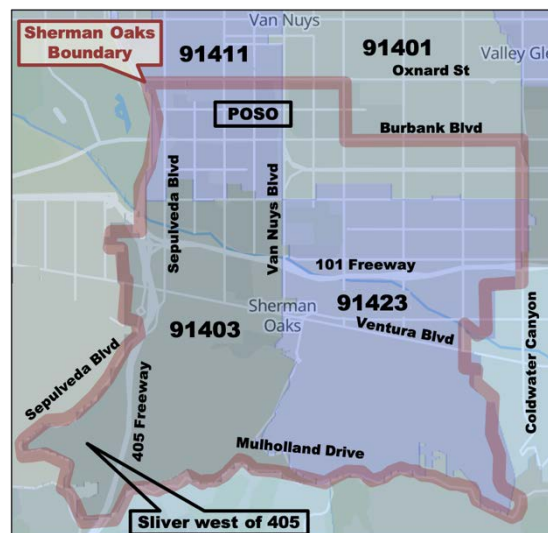 Van Nuys
Sherman Oaks
Boundary
91411
91401
Valley Gle
Oxnard St
POSO
Burbank Blvd
Sepulveda Blvd
Van Nuys Blvd
101 Freeway
91423
Sherman
Oaks
91403
Ventura Blvd
Coldwater Canyon
Sepulveda Blvd
405 Freeway
Mulholland Drive
Sliver west of 405